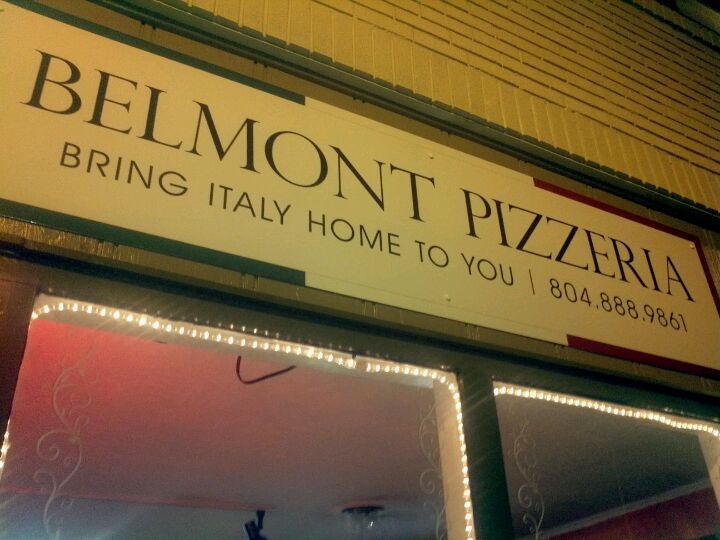 BELMONT PIZZERIA
BRING ITALY HOME TO YOU | 804.888.9861